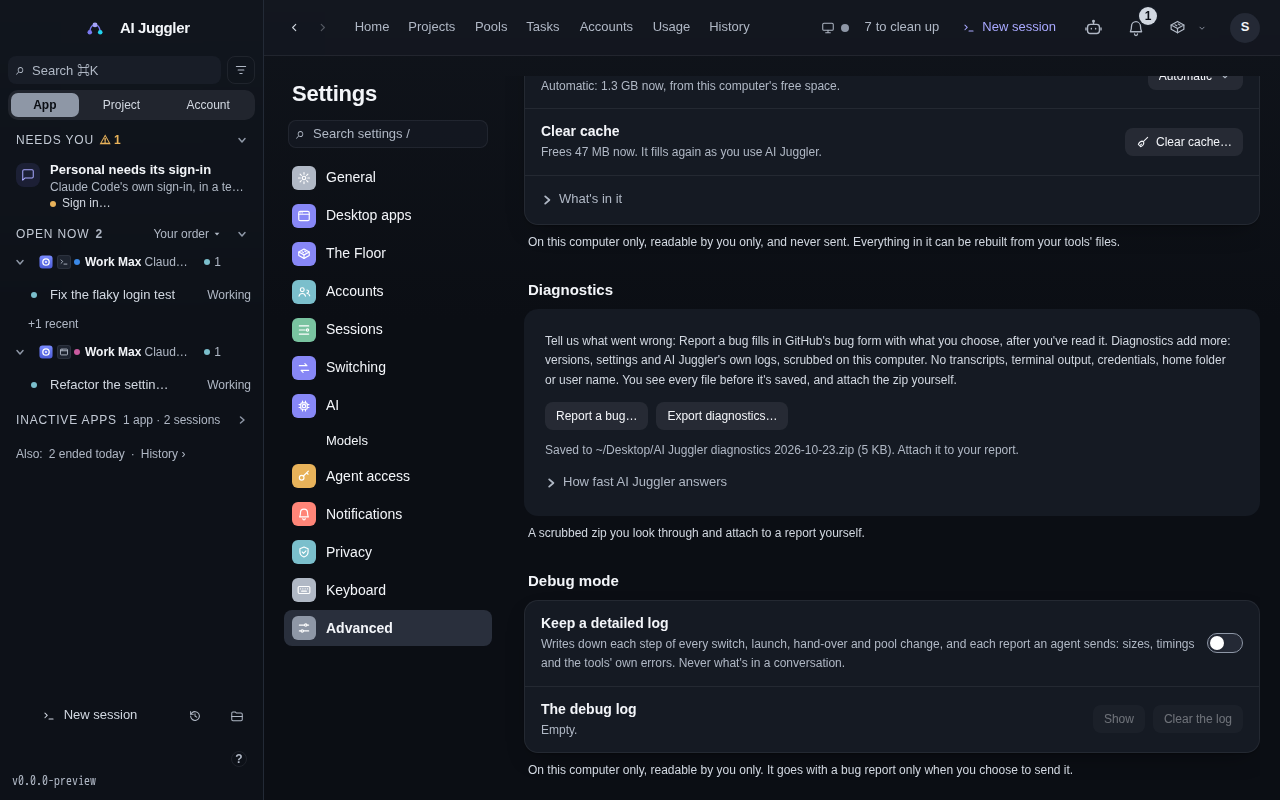 AI Juggler
Search ⌘K
App
Project
Account
NEEDS YOU 1
Personal needs its sign-in
Claude Code's own sign-in, in a te…
Sign in…
OPEN NOW 2
Your order
Work Max Claud… 1
Fix the flaky login test Working
+1 recent
Work Max Claud… 1
Refactor the settin… Working
INACTIVE APPS 1 app · 2 sessions
Also: 2 ended today · History ›
New session
?
v0.0.0-preview
Home
Projects
Pools
Tasks
Accounts
Usage
History
7 to clean up
New session
1
S
Settings
Search settings /
General
Desktop apps
The Floor
Accounts
Sessions
Switching
AI
Models
Agent access
Notifications
Privacy
Keyboard
Advanced
Automatic: 1.3 GB now, from this computer's free space.
Automatic
Clear cache
Frees 47 MB now. It fills again as you use AI Juggler.
Clear cache…
What's in it
On this computer only, readable by you only, and never sent. Everything in it can be rebuilt from your tools' files.
Diagnostics
Tell us what went wrong: Report a bug fills in GitHub's bug form with what you choose, after you've read it. Diagnostics add more:
versions, settings and AI Juggler's own logs, scrubbed on this computer. No transcripts, terminal output, credentials, home folder
or user name. You see every file before it's saved, and attach the zip yourself.
Report a bug…
Export diagnostics…
Saved to ~/Desktop/AI Juggler diagnostics 2026-10-23.zip (5 KB). Attach it to your report.
How fast AI Juggler answers
A scrubbed zip you look through and attach to a report yourself.
Debug mode
Keep a detailed log
Writes down each step of every switch, launch, hand-over and pool change, and each report an agent sends: sizes, timings
and the tools' own errors. Never what's in a conversation.
The debug log
Empty.
Show
Clear the log
On this computer only, readable by you only. It goes with a bug report only when you choose to send it.